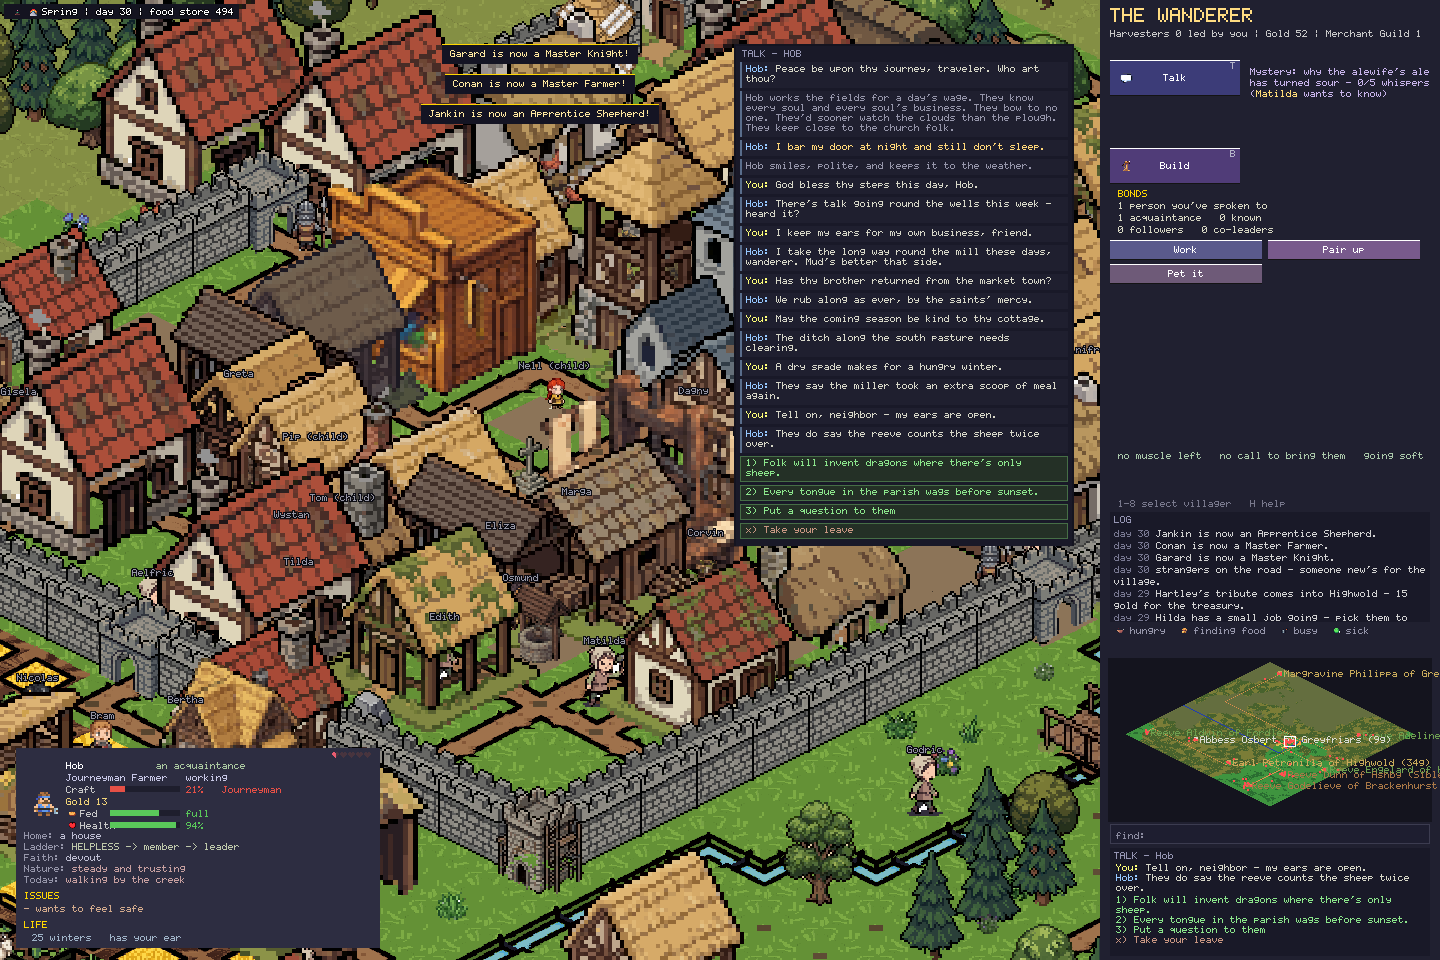 Spring | day 30 | food store 494
Garard is now a Master Knight!
Conan is now a Master Farmer!
Jankin is now an Apprentice Shepherd!
Gisela
Greta
Pip (child)
Nell (child)
Dagny
Tom (child)
Wystan
Marga
Eliza
Corvin
Tilda
Aelfric
Osmund
Edith
Matilda
Nicolas
Bertha
Bram
Godric
TALK - HOB
Hob: Peace be upon thy journey, traveler. Who art
thou?
Hob works the fields for a day's wage. They know
every soul and every soul's business. They bow to no
one. They'd sooner watch the clouds than the plough.
They keep close to the church folk.
Hob: I bar my door at night and still don't sleep.
Hob smiles, polite, and keeps it to the weather.
You: God bless thy steps this day, Hob.
Hob: There's talk going round the wells this week -
heard it?
You: I keep my ears for my own business, friend.
Hob: I take the long way round the mill these days,
wanderer. Mud's better that side.
You: Has thy brother returned from the market town?
Hob: We rub along as ever, by the saints' mercy.
You: May the coming season be kind to thy cottage.
Hob: The ditch along the south pasture needs
clearing.
You: A dry spade makes for a hungry winter.
Hob: They say the miller took an extra scoop of meal
again.
You: Tell on, neighbor - my ears are open.
Hob: They do say the reeve counts the sheep twice
over.
1) Folk will invent dragons where there's only
sheep.
2) Every tongue in the parish wags before sunset.
3) Put a question to them
x) Take your leave
Hob an acquaintance
Journeyman Farmer working
Craft 21% Journeyman
Gold 13
Fed full
Health 94%
Home: a house
Ladder: HELPLESS -> member -> leader
Faith: devout
Nature: steady and trusting
Today: walking by the creek
ISSUES
- wants to feel safe
LIFE
25 winters has your ear
THE WANDERER
Harvesters 0 led by you | Gold 52 | Merchant Guild 1
T
Talk
Mystery: why the alewife's ale
has turned sour - 0/5 whispers
(Matilda wants to know)
B
Build
BONDS
1 person you've spoken to
1 acquaintance 0 known
0 followers 0 co-leaders
Work
Pair up
Pet it
no muscle left no call to bring them going soft
1-8 select villager H help
LOG
day 30 Jankin is now an Apprentice Shepherd.
day 30 Conan is now a Master Farmer.
day 30 Garard is now a Master Knight.
day 30 strangers on the road - someone new's for the
village.
day 29 Hartley's tribute comes into Highwold - 15
gold for the treasury.
day 29 Hilda has a small job going - pick them to
hungry finding food busy sick
Margravine Philippa of Gre
Abbess Osbert Greyfriars (99)
Earl Petronilla of Highwold (349)
find:
TALK - Hob
You: Tell on, neighbor - my ears are open.
Hob: They do say the reeve counts the sheep twice
over.
1) Folk will invent dragons where there's only
sheep.
2) Every tongue in the parish wags before sunset.
3) Put a question to them
x) Take your leave